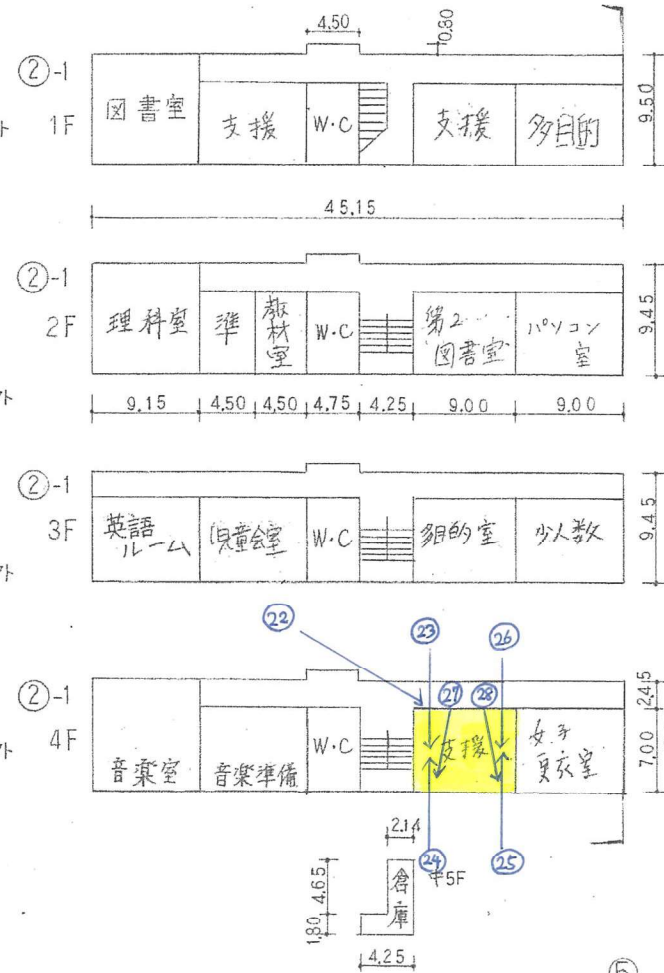 4.50
0.80
②-1
1F
図書室
支援
W・C
支援
多目的
9.50
ト
45.15
②-1
2F
理科室
準
教材室
W・C
第2
図書室
パソコン
室
9.45
ト
9.15 4.50 4.50 4.75 4.25 9.00 9.00
②-1
3F
英語
ルーム
児童会室
W・C
多目的室
少人数
9.45
ト
㉒ ㉓ ㉖
②-1
4F
㉗ ㉘
音楽室
音楽準備
W・C
支援
女子
更衣室
2.45
7.00
ト
2.14
㉔ ㉕
4.65
1.80
倉庫
5F
4.25
⑤